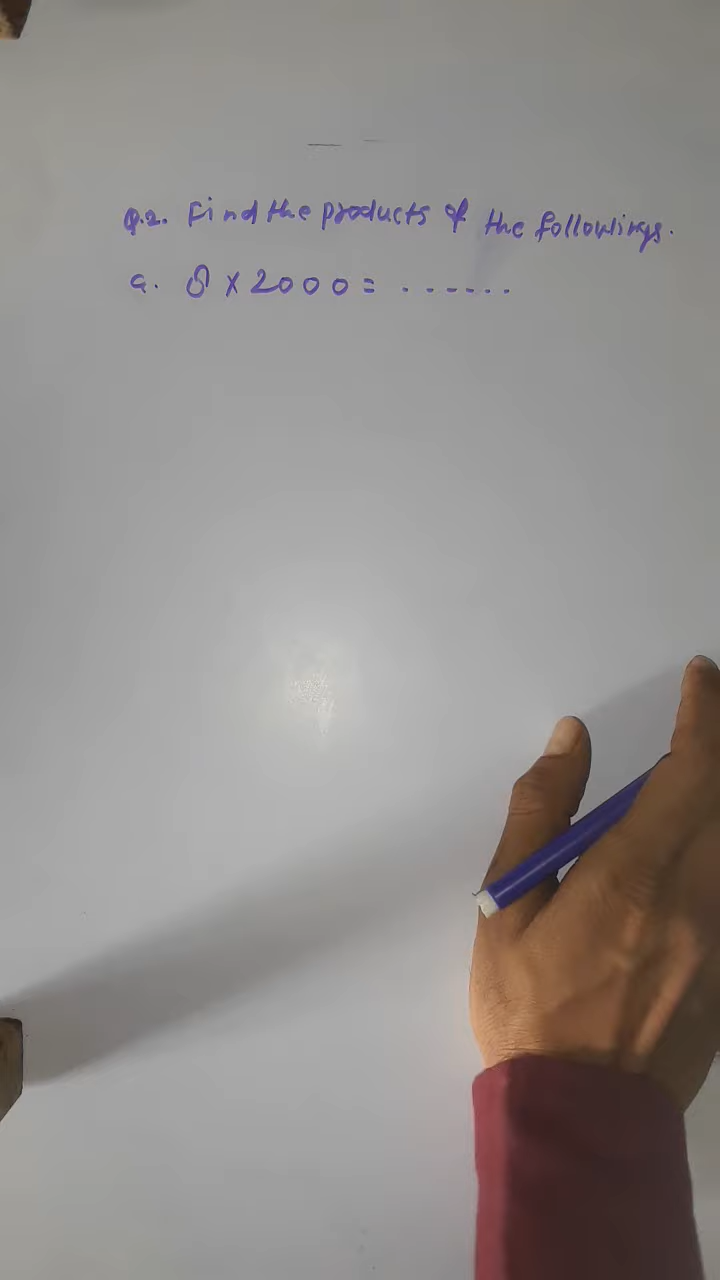 Q.2. Find the products of the followings.
a. 8 × 2000 = ......